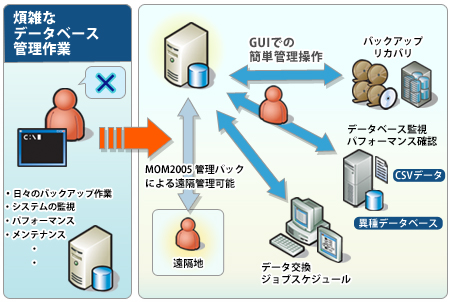 煩雑な
データベース
管理作業
C:\
・日々のバックアップ作業
・システムの監視
・パフォーマンス
・メンテナンス
・
・
GUIでの
簡単管理操作
バックアップ
リカバリ
MOM2005 管理パック
による遠隔管理可能
遠隔地
データベース監視
パフォーマンス確認
CSVデータ
異種データベース
データ交換
ジョブスケジュール